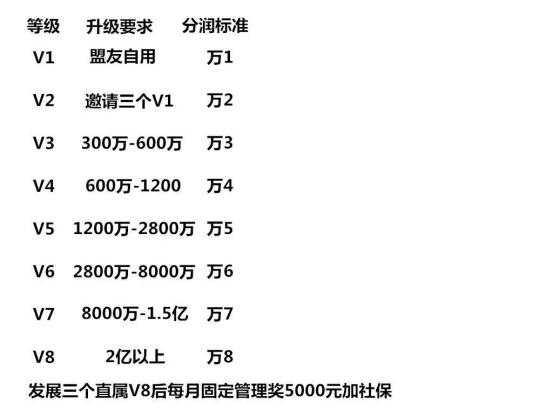 等级 升级要求 分润标准
V1 盟友自用 万1
V2 邀请三个V1 万2
V3 300万-600万 万3
V4 600万-1200 万4
V5 1200万-2800万 万5
V6 2800万-8000万 万6
V7 8000万-1.5亿 万7
V8 2亿以上 万8
发展三个直属V8后每月固定管理奖5000元加社保